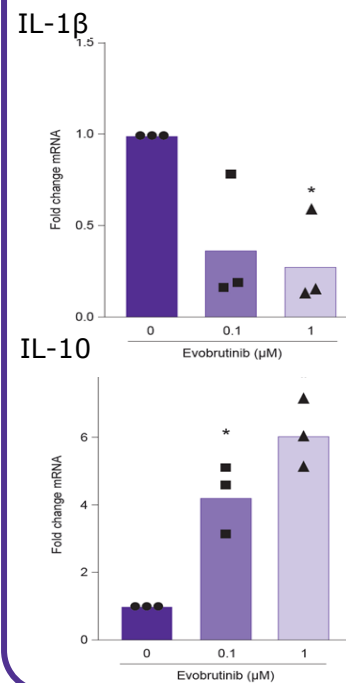 IL-1β
1.5
1.0
0.5
0.0
Fold change mRNA
*
0 0.1 1
Evobrutinib (µM)
IL-10
6
4
2
0
Fold change mRNA
*
0 0.1 1
Evobrutinib (µM)